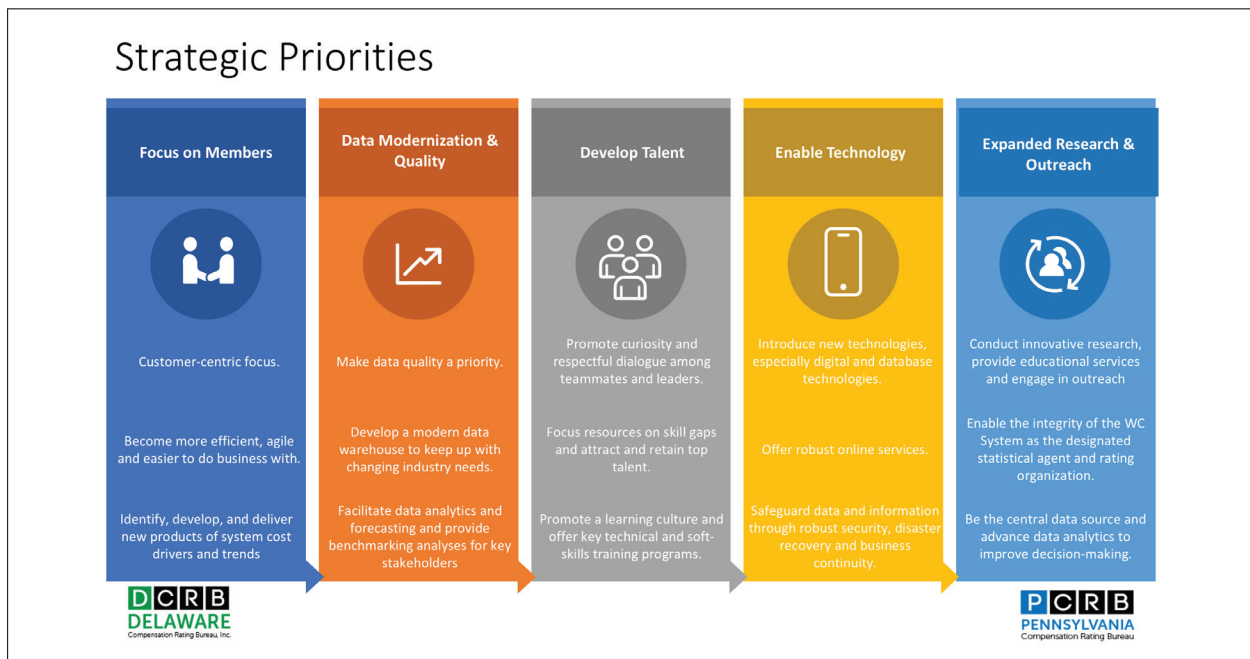 Strategic Priorities
Focus on Members
Customer-centric focus.
Become more efficient, agile
and easier to do business with.
Identify, develop, and deliver
new products of system cost
drivers and trends
Data Modernization &
Quality
Make data quality a priority.
Develop a modern data
warehouse to keep up with
changing industry needs.
Facilitate data analytics and
forecasting and provide
benchmarking analyses for key
stakeholders
Develop Talent
Promote curiosity and
respectful dialogue among
teammates and leaders.
Focus resources on skill gaps
and attract and retain top
talent.
Promote a learning culture and
offer key technical and soft-
skills training programs.
Enable Technology
Introduce new technologies,
especially digital and database
technologies.
Offer robust online services.
Safeguard data and information
through robust security, disaster
recovery and business
continuity.
Expanded Research &
Outreach
Conduct innovative research,
provide educational services
and engage in outreach
Enable the integrity of the WC
System as the designated
statistical agent and rating
organization.
Be the central data source and
advance data analytics to
improve decision-making.
DCRB
DELAWARE
Compensation Rating Bureau, Inc.
PCRB
PENNSYLVANIA
Compensation Rating Bureau